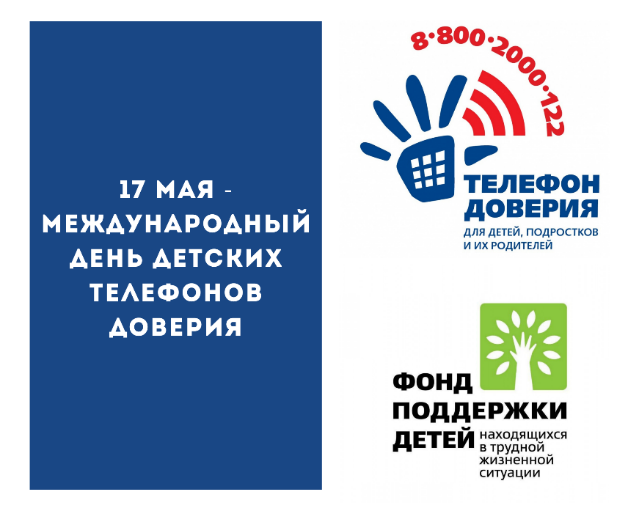 17 МАЯ -
МЕЖДУНАРОДНЫЙ
ДЕНЬ ДЕТСКИХ
ТЕЛЕФОНОВ
ДОВЕРИЯ
8·800·2000·122
ТЕЛЕФОН
ДОВЕРИЯ
ДЛЯ ДЕТЕЙ, ПОДРОСТКОВ
И ИХ РОДИТЕЛЕЙ
ФОНД
ПОДДЕРЖКИ
ДЕТЕЙ
находящихся
в трудной
жизненной
ситуации